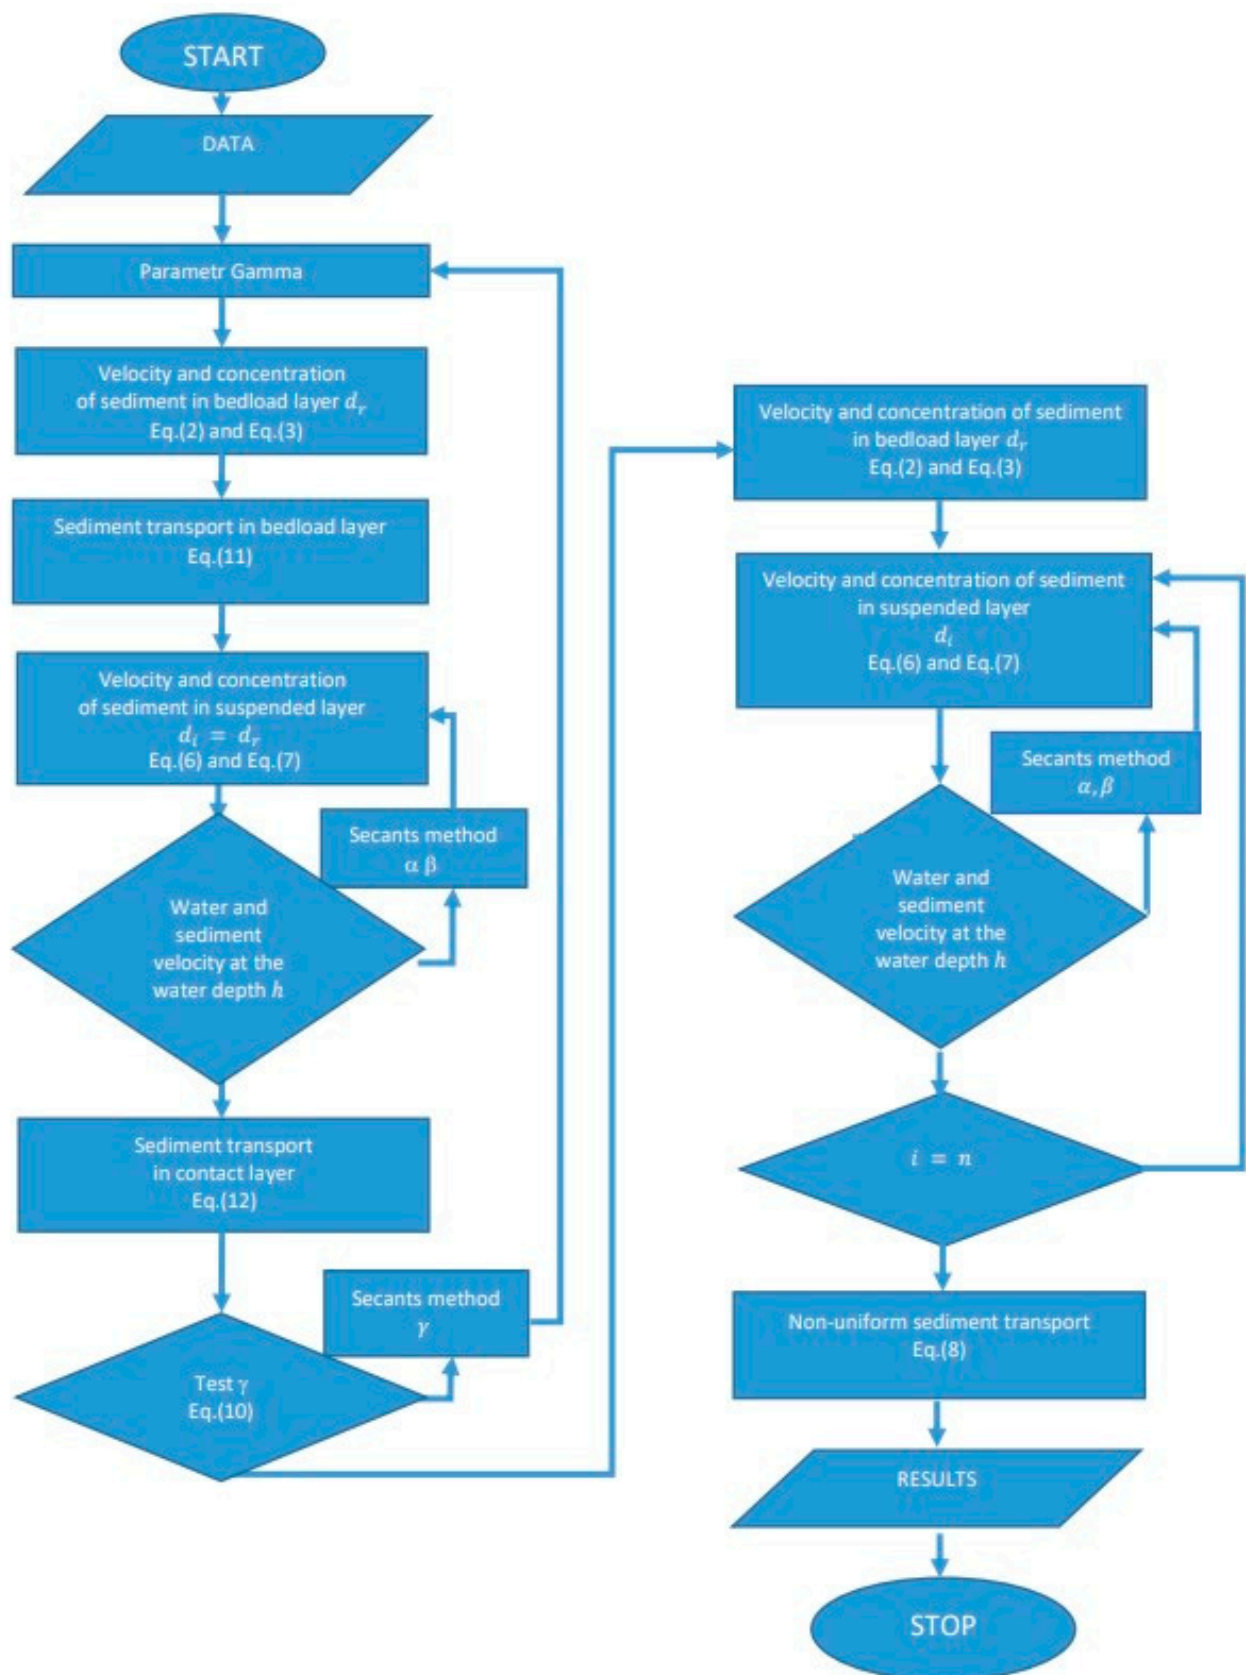 START
DATA
Parametr Gamma
Velocity and concentration
of sediment in bedload layer dᵣ
Eq.(2) and Eq.(3)
Sediment transport in bedload layer
Eq.(11)
Velocity and concentration
of sediment in suspended layer
dᵢ = dᵣ
Eq.(6) and Eq.(7)
Secants method
α β
Water and
sediment
velocity at the
water depth h
Sediment transport
in contact layer
Eq.(12)
Secants method
γ
Test γ
Eq.(10)
Velocity and concentration of sediment
in bedload layer dᵣ
Eq.(2) and Eq.(3)
Velocity and concentration of sediment
in suspended layer
dᵢ
Eq.(6) and Eq.(7)
Secants method
α, β
Water and
sediment
velocity at the
water depth h
i = n
Non-uniform sediment transport
Eq.(8)
RESULTS
STOP